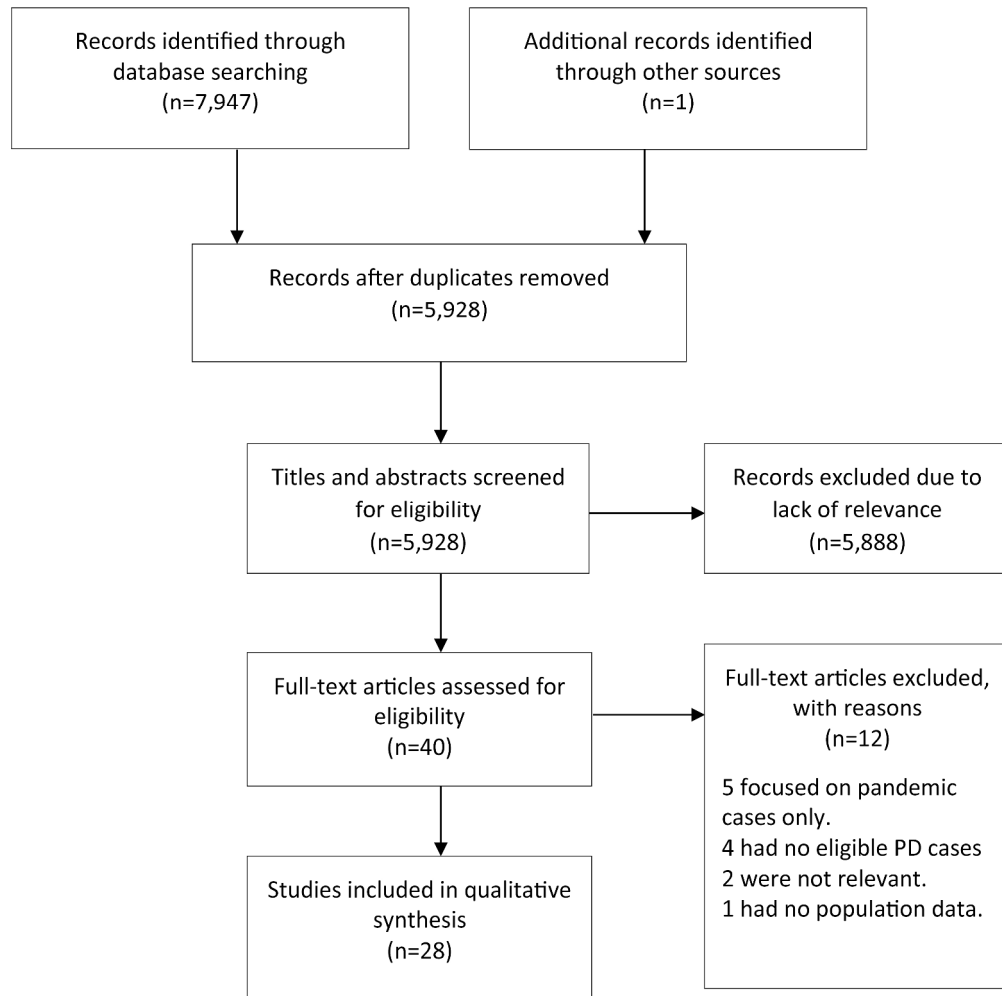 Records identified through
database searching
(n=7,947)
Additional records identified
through other sources
(n=1)
Records after duplicates removed
(n=5,928)
Titles and abstracts screened
for eligibility
(n=5,928)
Records excluded due to
lack of relevance
(n=5,888)
Full-text articles assessed for
eligibility
(n=40)
Full-text articles excluded,
with reasons
(n=12)
5 focused on pandemic
cases only.
4 had no eligible PD cases
2 were not relevant.
1 had no population data.
Studies included in qualitative
synthesis
(n=28)